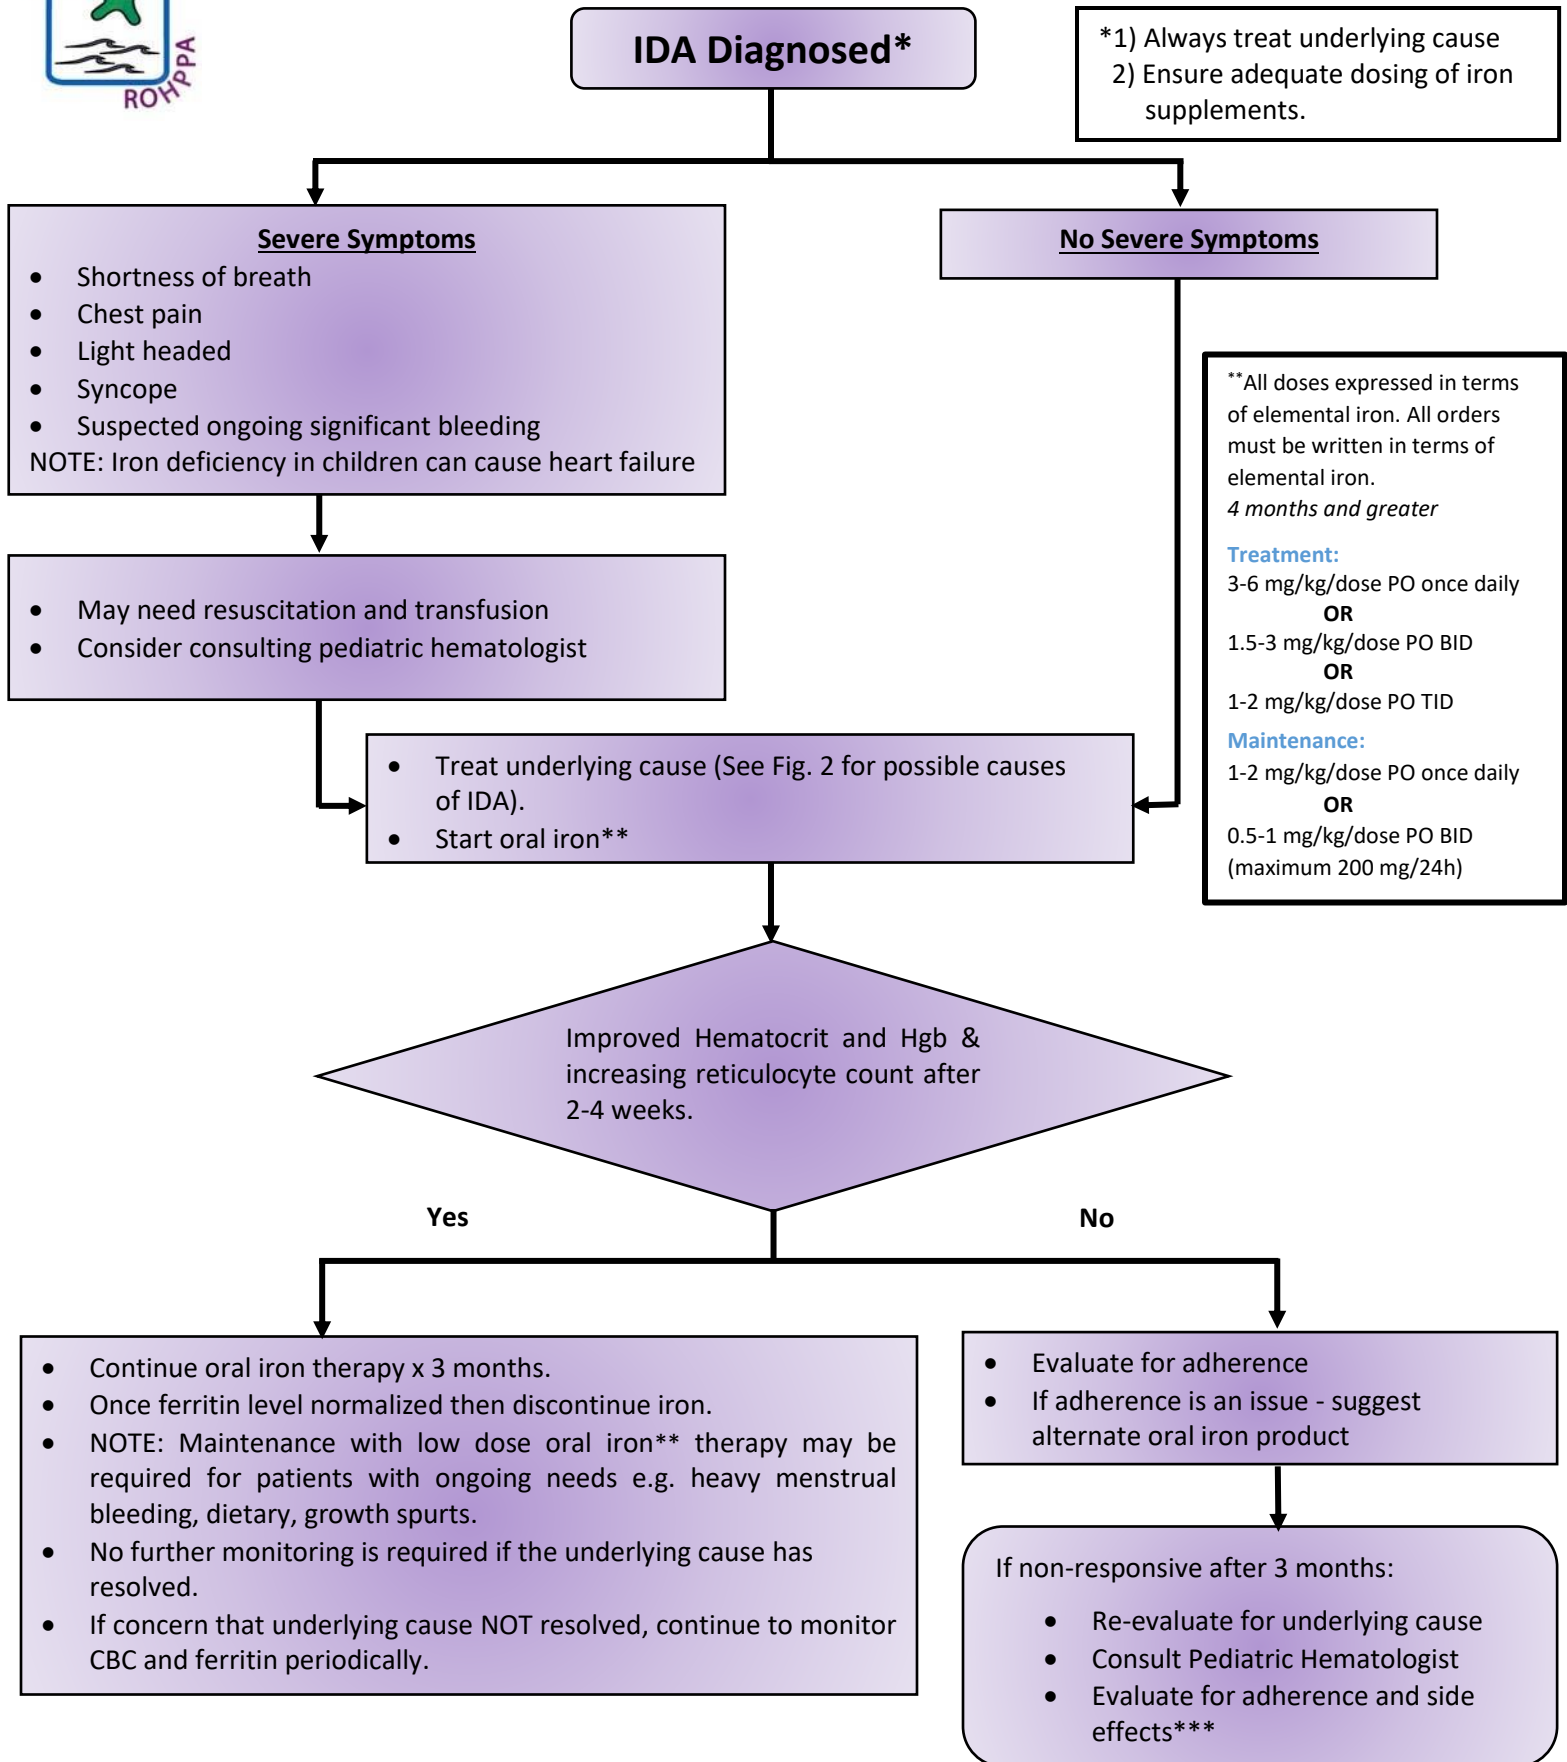 ROHPPA
IDA Diagnosed*
*1) Always treat underlying cause
2) Ensure adequate dosing of iron
supplements.
Severe Symptoms
• Shortness of breath
• Chest pain
• Light headed
• Syncope
• Suspected ongoing significant bleeding
NOTE: Iron deficiency in children can cause heart failure
No Severe Symptoms
• May need resuscitation and transfusion
• Consider consulting pediatric hematologist
**All doses expressed in terms
of elemental iron. All orders
must be written in terms of
elemental iron.
4 months and greater
Treatment:
3-6 mg/kg/dose PO once daily
OR
1.5-3 mg/kg/dose PO BID
OR
1-2 mg/kg/dose PO TID
Maintenance:
1-2 mg/kg/dose PO once daily
OR
0.5-1 mg/kg/dose PO BID
(maximum 200 mg/24h)
• Treat underlying cause (See Fig. 2 for possible causes
of IDA).
• Start oral iron**
Improved Hematocrit and Hgb &
increasing reticulocyte count after
2-4 weeks.
Yes
No
• Continue oral iron therapy x 3 months.
• Once ferritin level normalized then discontinue iron.
• NOTE: Maintenance with low dose oral iron** therapy may be
required for patients with ongoing needs e.g. heavy menstrual
bleeding, dietary, growth spurts.
• No further monitoring is required if the underlying cause has
resolved.
• If concern that underlying cause NOT resolved, continue to monitor
CBC and ferritin periodically.
• Evaluate for adherence
• If adherence is an issue - suggest
alternate oral iron product
If non-responsive after 3 months:
• Re-evaluate for underlying cause
• Consult Pediatric Hematologist
• Evaluate for adherence and side
effects***